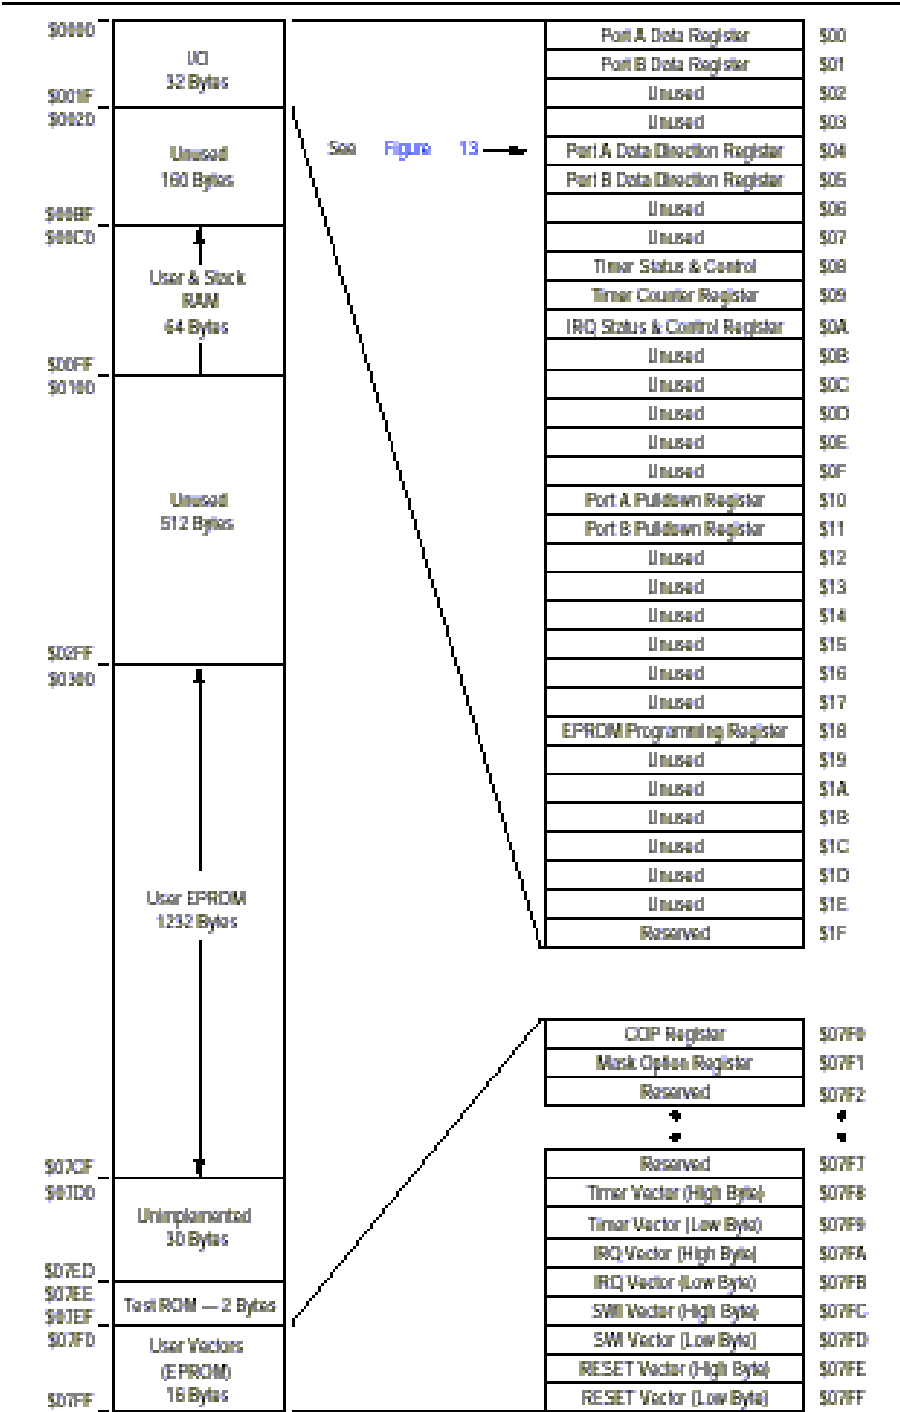 $0000
I/O
32 Bytes
$001F
$0020
Unused
160 Bytes
$00BF
$00C0
User & Stack
RAM
64 Bytes
$00FF
$0100
Unused
512 Bytes
$02FF
$0300
User EPROM
1232 Bytes
$07CF
$07D0
Unimplemented
30 Bytes
$07ED
$07EE
Test ROM — 2 Bytes
$07EF
$07F0
User Vectors
(EPROM)
16 Bytes
$07FF
See Figure 13
Port A Data Register $00
Port B Data Register $01
Unused $02
Unused $03
Port A Data Direction Register $04
Port B Data Direction Register $05
Unused $06
Unused $07
Timer Status & Control $08
Timer Counter Register $09
IRQ Status & Control Register $0A
Unused $0B
Unused $0C
Unused $0D
Unused $0E
Unused $0F
Port A Pulldown Register $10
Port B Pulldown Register $11
Unused $12
Unused $13
Unused $14
Unused $15
Unused $16
Unused $17
EPROM Programming Register $18
Unused $19
Unused $1A
Unused $1B
Unused $1C
Unused $1D
Unused $1E
Reserved $1F
COP Register $07F0
Mask Option Register $07F1
Reserved $07F2
Reserved $07F7
Timer Vector (High Byte) $07F8
Timer Vector (Low Byte) $07F9
IRQ Vector (High Byte) $07FA
IRQ Vector (Low Byte) $07FB
SWI Vector (High Byte) $07FC
SWI Vector (Low Byte) $07FD
RESET Vector (High Byte) $07FE
RESET Vector (Low Byte) $07FF